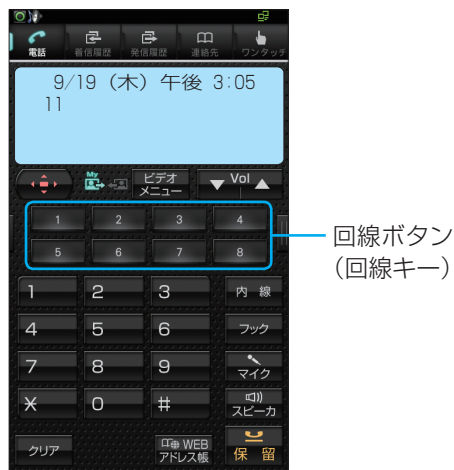 電話 着信履歴 発信履歴 連絡先 ワンタッチ
9/19（木）午後 3:05
11
My ビデオメニュー ▼ Vol ▲
1 2 3 4
5 6 7 8
回線ボタン
（回線キー）
1 2 3 内 線
4 5 6 フック
7 8 9 マイク
* 0 # スピーカ
クリア WEBアドレス帳 保 留